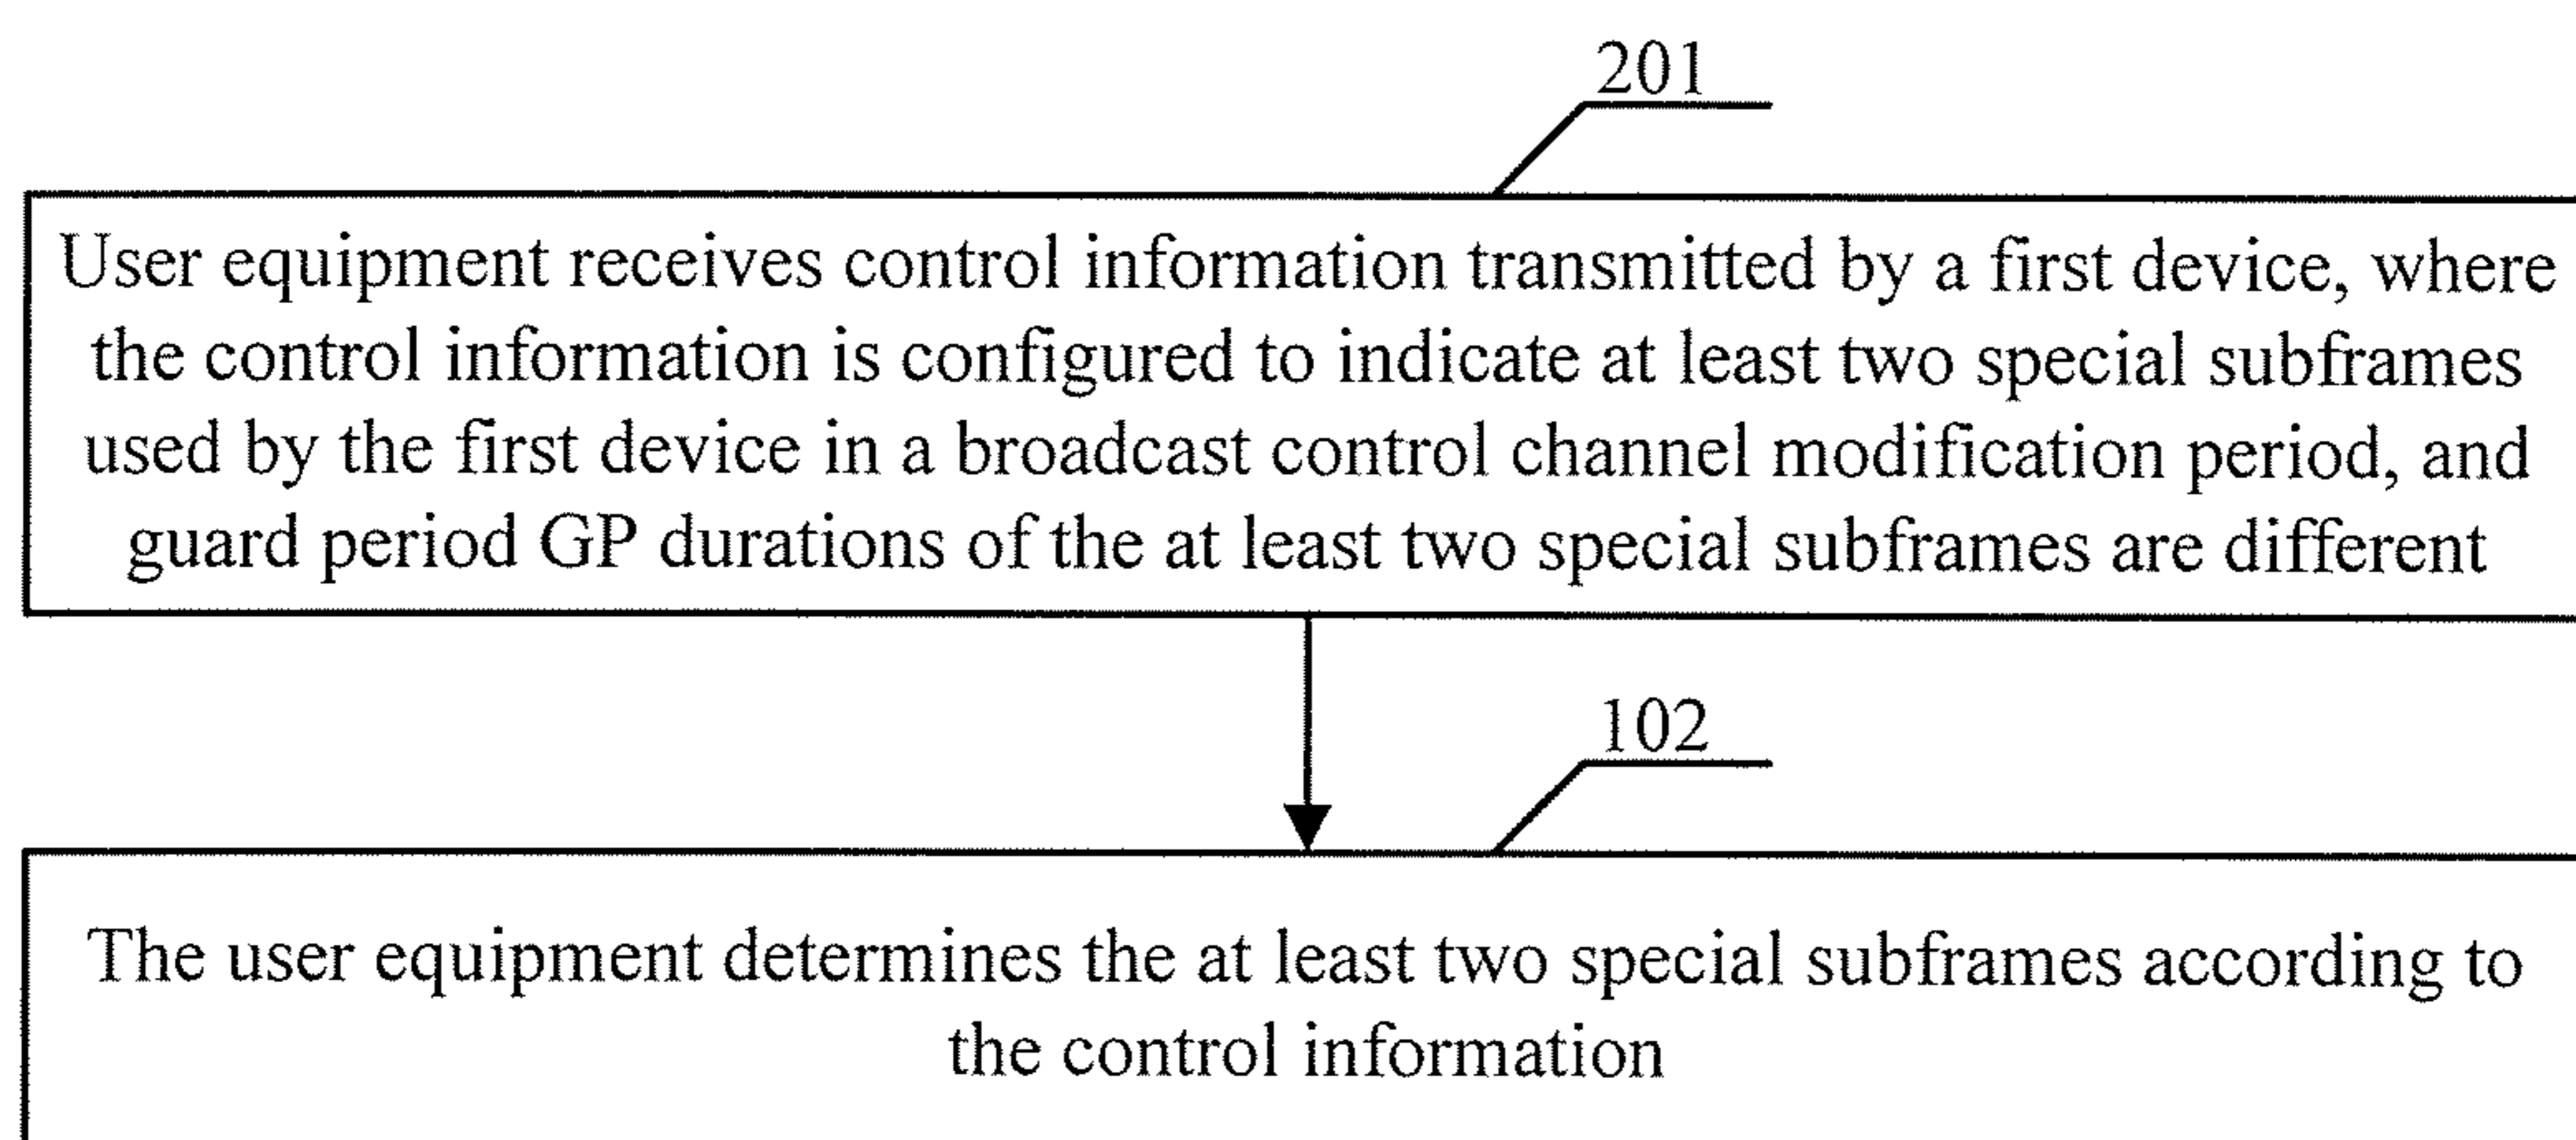 201
User equipment receives control information transmitted by a first device, where
the control information is configured to indicate at least two special subframes
used by the first device in a broadcast control channel modification period, and
guard period GP durations of the at least two special subframes are different
102
The user equipment determines the at least two special subframes according to
the control information